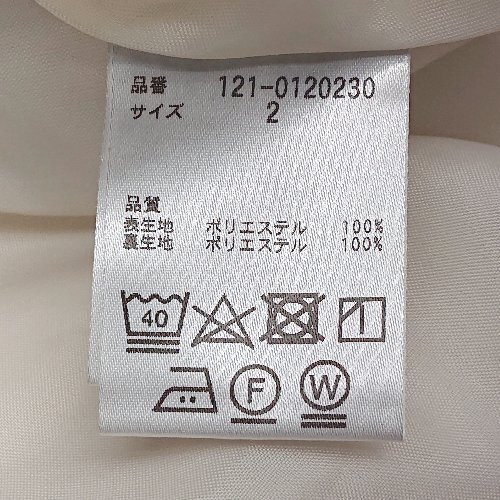 品番 121-0120230
サイズ 2
品質
表生地 ポリエステル 100%
裏生地 ポリエステル 100%
40
F W